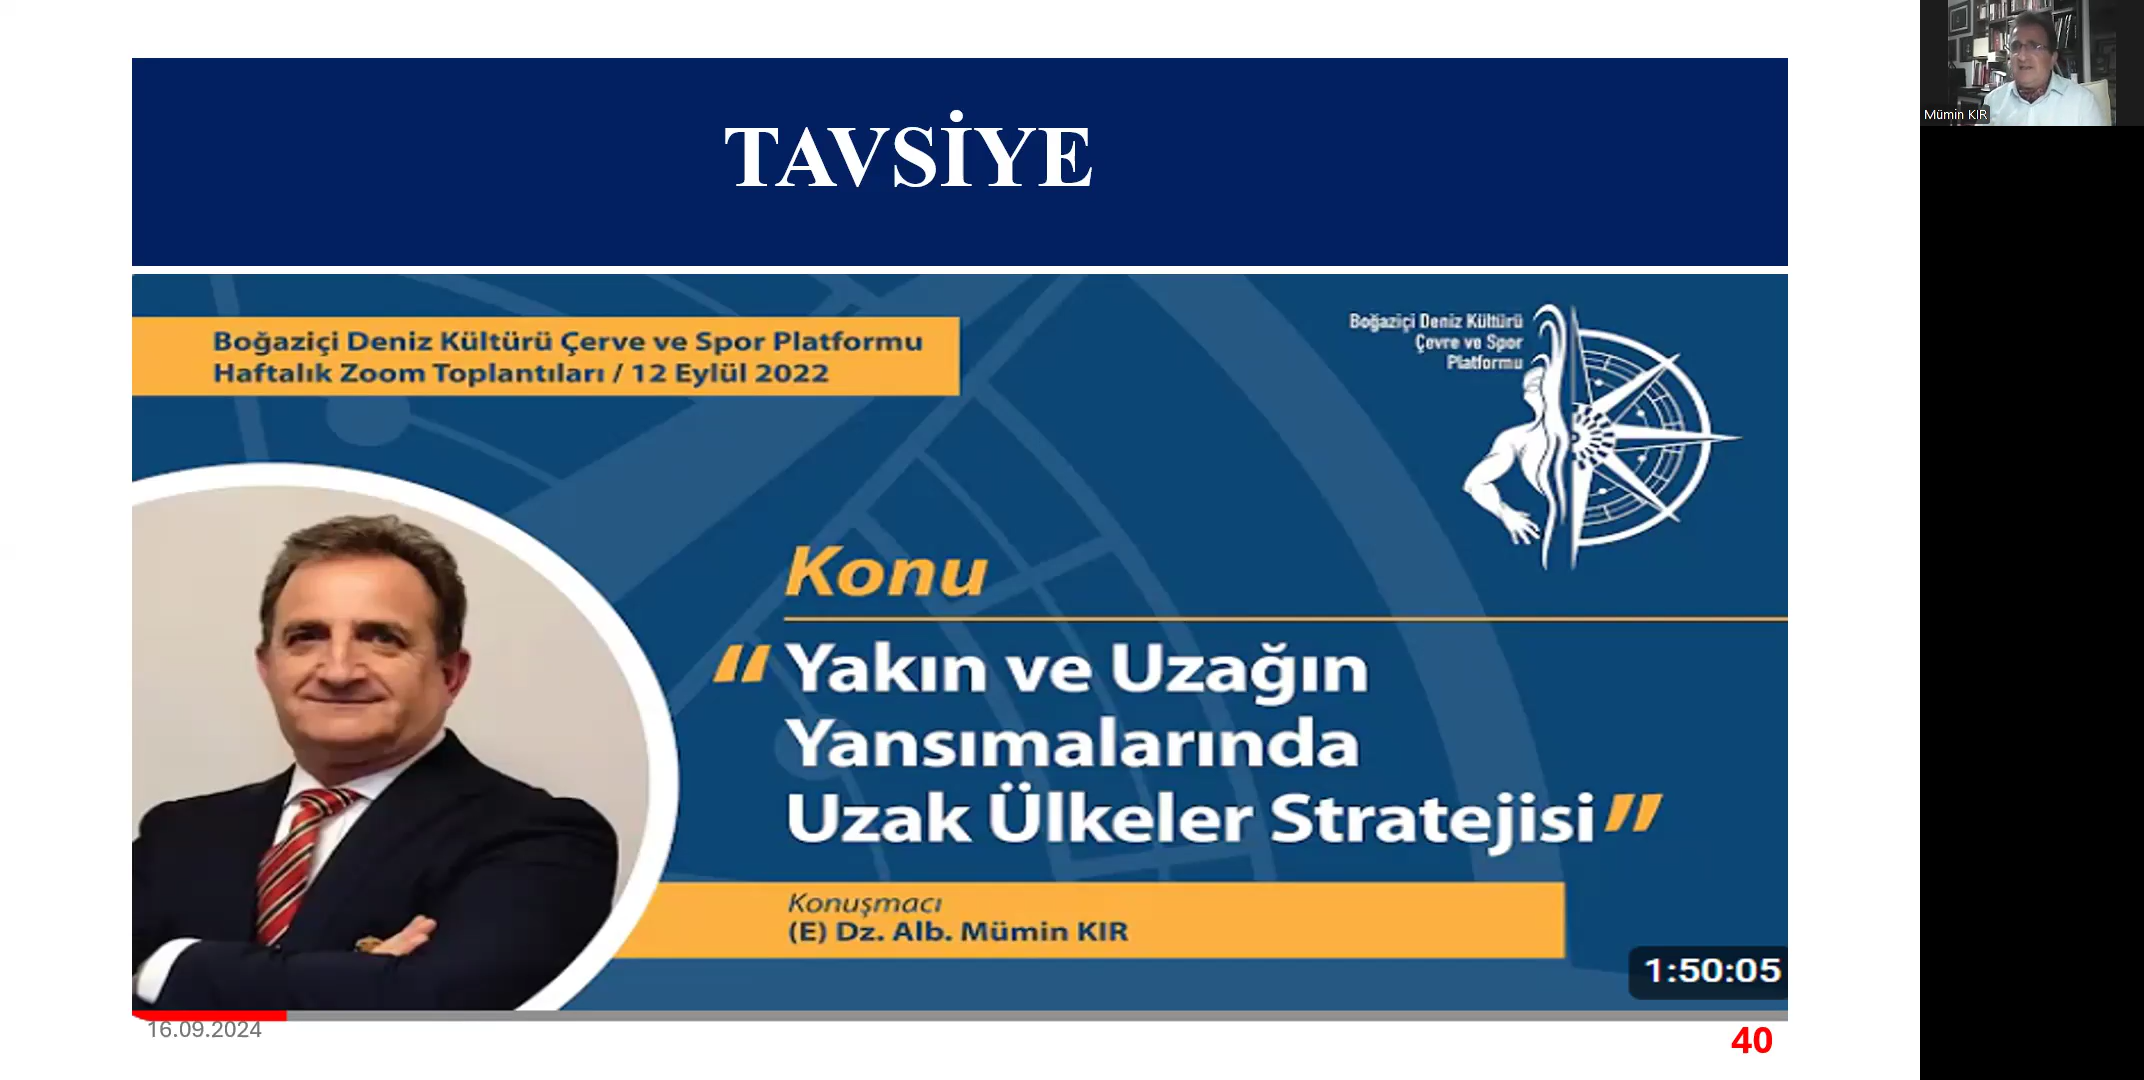 TAVSİYE
Mümin KIR
Boğaziçi Deniz Kültürü Çerve ve Spor Platformu
Haftalık Zoom Toplantıları / 12 Eylül 2022
Boğaziçi Deniz Kültürü
Çevre ve Spor
Platformu
Konu
“Yakın ve Uzağın
Yansımalarında
Uzak Ülkeler Stratejisi”
Konuşmacı
(E) Dz. Alb. Mümin KIR
1:50:05
16.09.2024
40